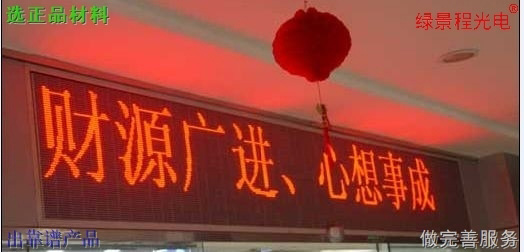 选正品材料
绿景程光电®
财源广进、心想事成
出靠谱产品
做完善服务